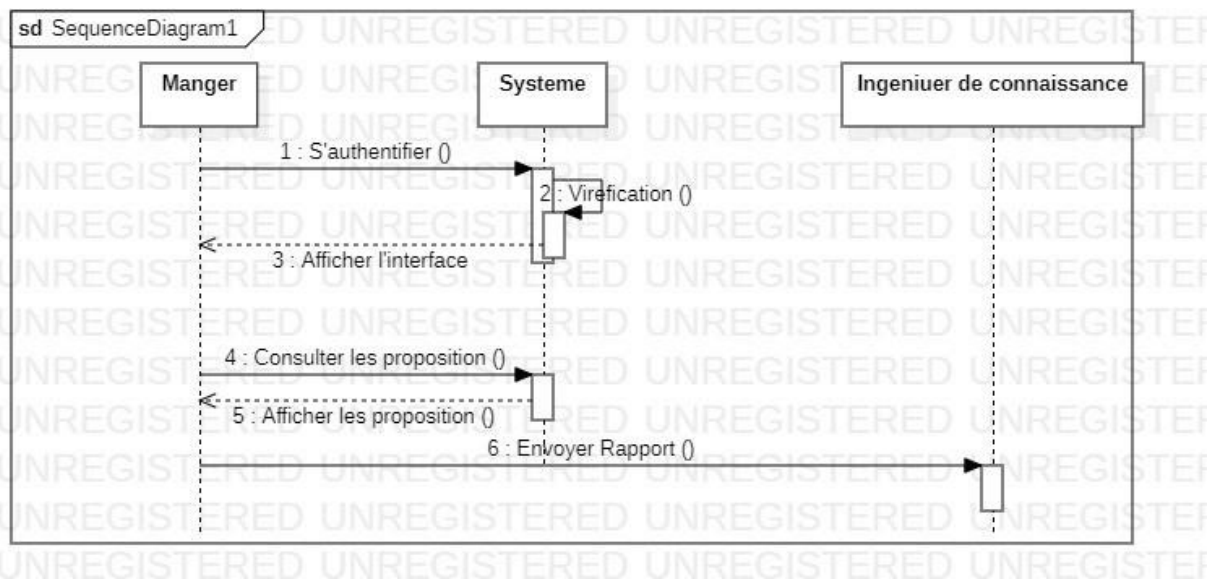 sd SequenceDiagram1
Manger
Systeme
Ingeniuer de connaissance
1 : S'authentifier ()
2 : Virefication ()
3 : Afficher l'interface
4 : Consulter les proposition ()
5 : Afficher les proposition ()
6 : Envoyer Rapport ()
UNREGISTERED